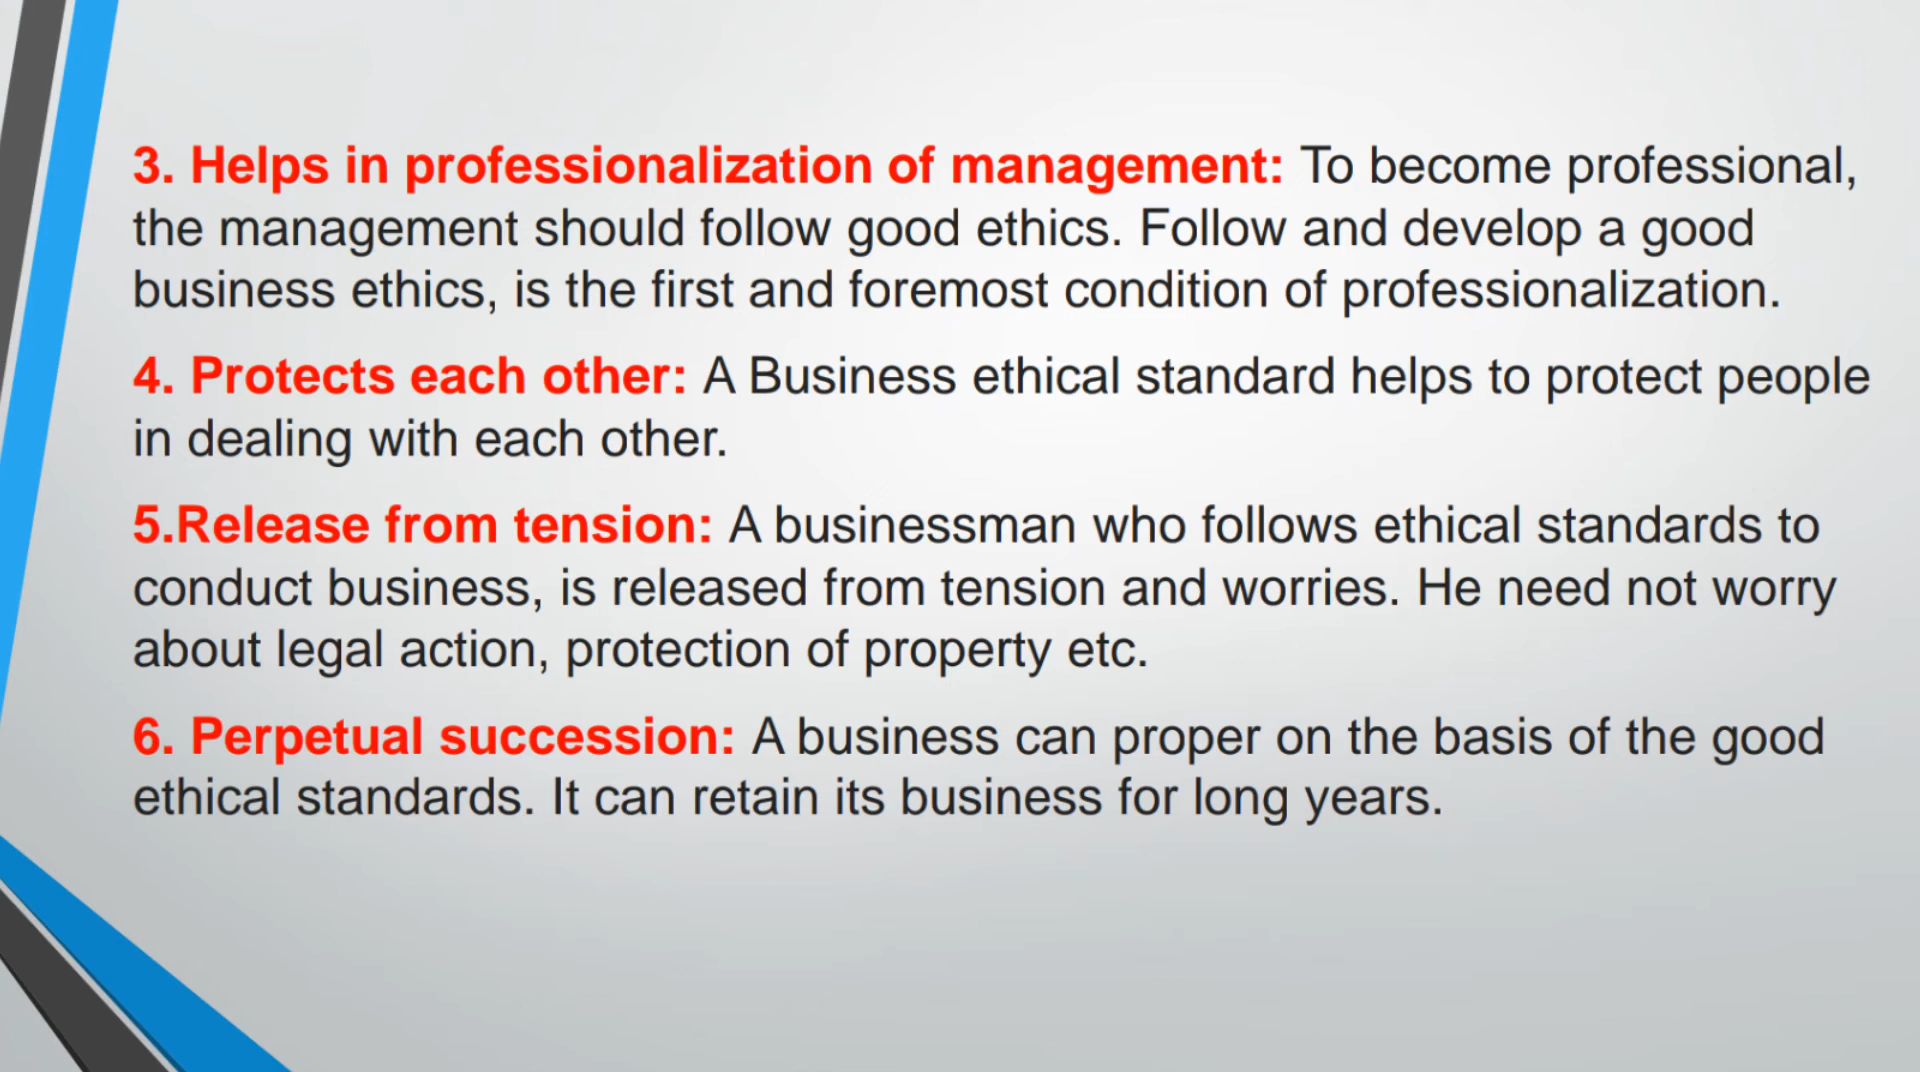 3. Helps in professionalization of management: To become professional,
the management should follow good ethics. Follow and develop a good
business ethics, is the first and foremost condition of professionalization.
4. Protects each other: A Business ethical standard helps to protect people
in dealing with each other.
5.Release from tension: A businessman who follows ethical standards to
conduct business, is released from tension and worries. He need not worry
about legal action, protection of property etc.
6. Perpetual succession: A business can proper on the basis of the good
ethical standards. It can retain its business for long years.